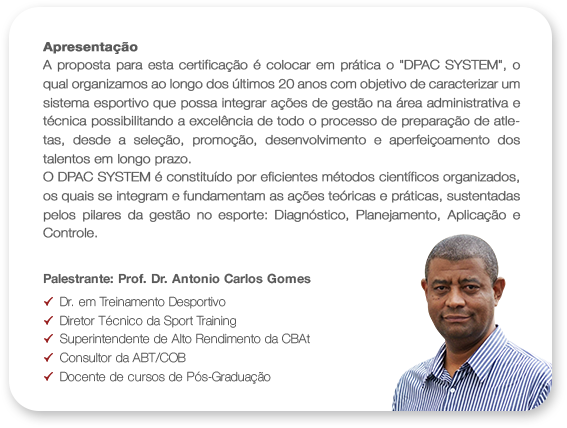 Apresentação
A proposta para esta certificação é colocar em prática o "DPAC SYSTEM", o
qual organizamos ao longo dos últimos 20 anos com objetivo de caracterizar um
sistema esportivo que possa integrar ações de gestão na área administrativa e
técnica possibilitando a excelência de todo o processo de preparação de atle-
tas, desde a seleção, promoção, desenvolvimento e aperfeiçoamento dos
talentos em longo prazo.
O DPAC SYSTEM é constituído por eficientes métodos científicos organizados,
os quais se integram e fundamentam as ações teóricas e práticas, sustentadas
pelos pilares da gestão no esporte: Diagnóstico, Planejamento, Aplicação e
Controle.
Palestrante: Prof. Dr. Antonio Carlos Gomes
✓ Dr. em Treinamento Desportivo
✓ Diretor Técnico da Sport Training
✓ Superintendente de Alto Rendimento da CBAt
✓ Consultor da ABT/COB
✓ Docente de cursos de Pós-Graduação